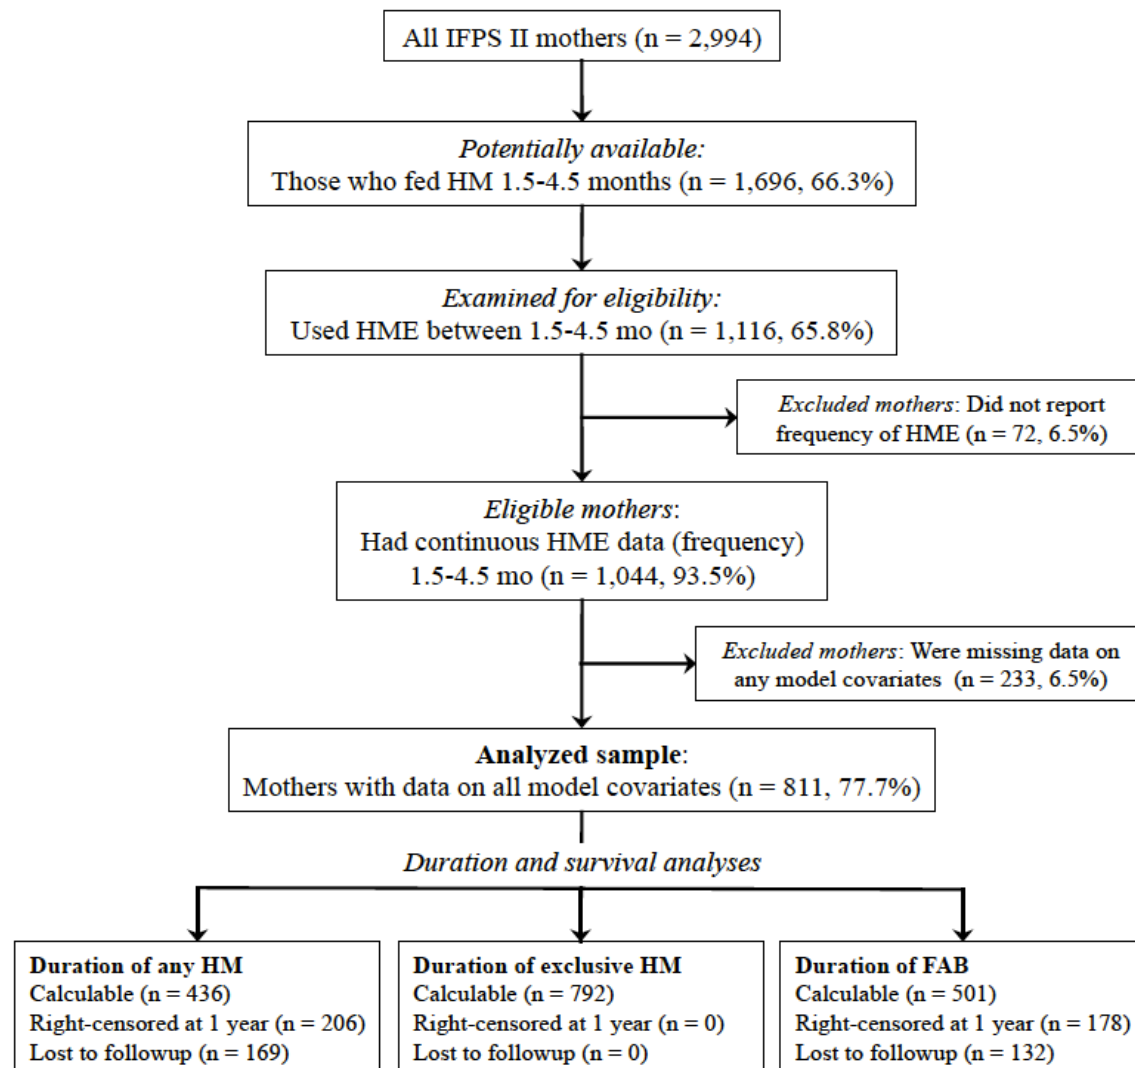 All IFPS II mothers (n = 2,994)
Potentially available:
Those who fed HM 1.5-4.5 months (n = 1,696, 66.3%)
Examined for eligibility:
Used HME between 1.5-4.5 mo (n = 1,116, 65.8%)
Excluded mothers: Did not report
frequency of HME (n = 72, 6.5%)
Eligible mothers:
Had continuous HME data (frequency)
1.5-4.5 mo (n = 1,044, 93.5%)
Excluded mothers: Were missing data on
any model covariates (n = 233, 6.5%)
Analyzed sample:
Mothers with data on all model covariates (n = 811, 77.7%)
Duration and survival analyses
Duration of any HM
Calculable (n = 436)
Right-censored at 1 year (n = 206)
Lost to followup (n = 169)
Duration of exclusive HM
Calculable (n = 792)
Right-censored at 1 year (n = 0)
Lost to followup (n = 0)
Duration of FAB
Calculable (n = 501)
Right-censored at 1 year (n = 178)
Lost to followup (n = 132)